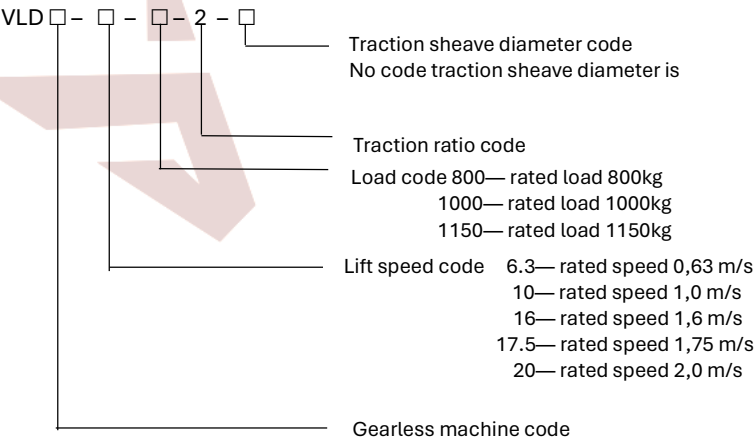 VLD □ – □ – □ – 2 – □
Traction sheave diameter code
No code traction sheave diameter is
Traction ratio code
Load code 800— rated load 800kg
1000— rated load 1000kg
1150— rated load 1150kg
Lift speed code 6.3— rated speed 0,63 m/s
10— rated speed 1,0 m/s
16— rated speed 1,6 m/s
17.5— rated speed 1,75 m/s
20— rated speed 2,0 m/s
Gearless machine code